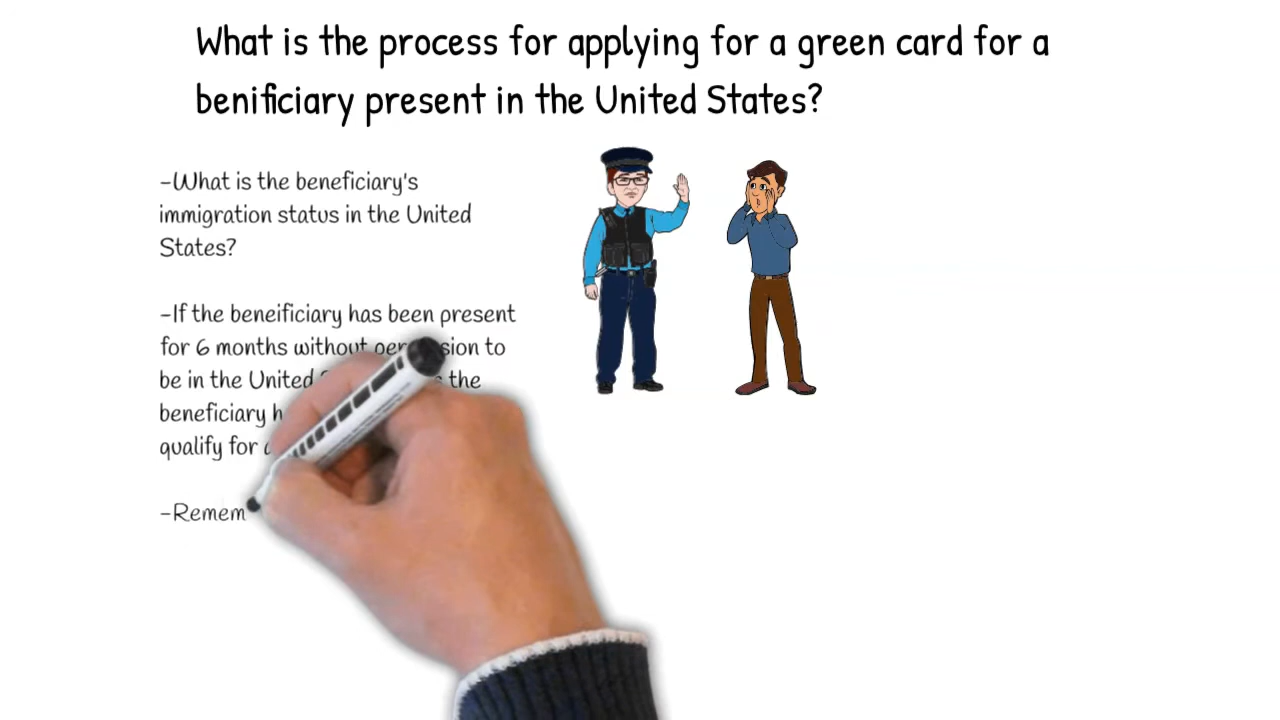 What is the process for applying for a green card for a
benificiary present in the United States?
-What is the beneficiary's
immigration status in the United
States?
-If the beneificiary has been present
for 6 months without to
be in the United the
beneficiary
qualify for
-Remem